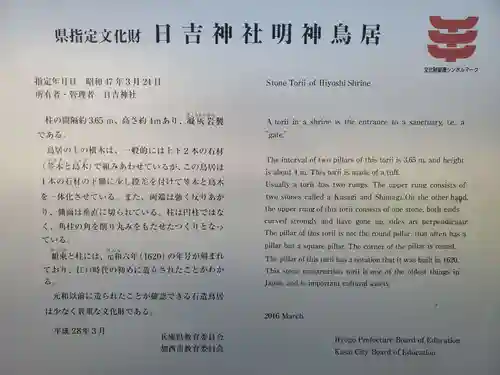 県指定文化財 日吉神社明神鳥居
文化財愛護シンボルマーク
指定年月日 昭和47年3月24日
所有者・管理者 日吉神社
柱の間隔約3.65m、高さ約4mあり、凝灰岩製
である。
鳥居の上の横木は、一般的には上下2本の石材
（笠木と島木）で組みあわせているが、この鳥居は
1本の石材の下側に少し段差を付けて笠木と島木
を一体化させている。また、両端は強く反りあが
り、側面は垂直に切られている。柱は円柱ではな
く、角柱の角を削り丸みをもたせたつくりとなっ
ている。
額束と柱には、元和六年（1620）の年号が刻まれ
ており、江戸時代の初めに造られたことがわか
る。
元和以前に造られたことが確認できる石造鳥居
は少なく貴重な文化財である。
平成28年3月
兵庫県教育委員会
加西市教育委員会
Stone Torii of Hiyoshi Shrine
A torii in a shrine is the entrance to a sanctuary, i.e., a
"gate."
The interval of two pillars of this torii is 3.65 m, and height
is about 4 m. This torii is made of a tuff.
Usually a torii has two rungs. The upper rung consists of
two stones called a Kasagi and Shimagi. On the other hand,
the upper rung of this torii consists of one stone, both ends
curved strongly and have gone up, sides are perpendicular.
The pillar of this torii is not the round pillar, that often has a
pillar has a square pillar. The corner of the pillar is round.
The pillar of this torii has a notation that it was built in 1620.
This stone construction torii is one of the oldest things in
Japan, and is important cultural assets.
2016 March
Hyogo Prefecture Board of Education
Kasai City Board of Education